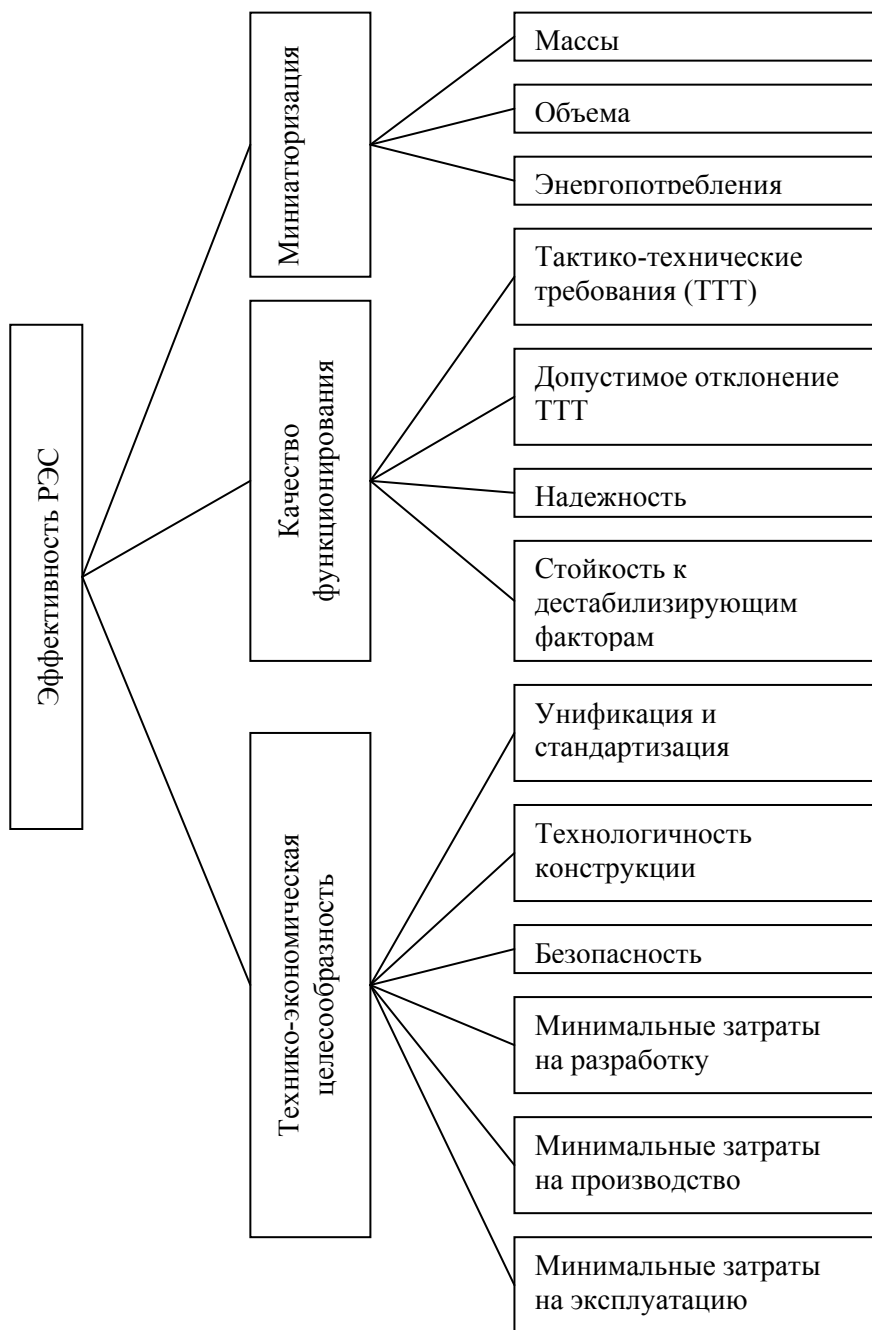 Эффективность РЭС
Миниатюризация
Массы
Объема
Энергопотребления
Качество
функционирования
Тактико-технические
требования (ТТТ)
Допустимое отклонение
ТТТ
Надежность
Стойкость к
дестабилизирующим
факторам
Технико-экономическая
целесообразность
Унификация и
стандартизация
Технологичность
конструкции
Безопасность
Минимальные затраты
на разработку
Минимальные затраты
на производство
Минимальные затраты
на эксплуатацию